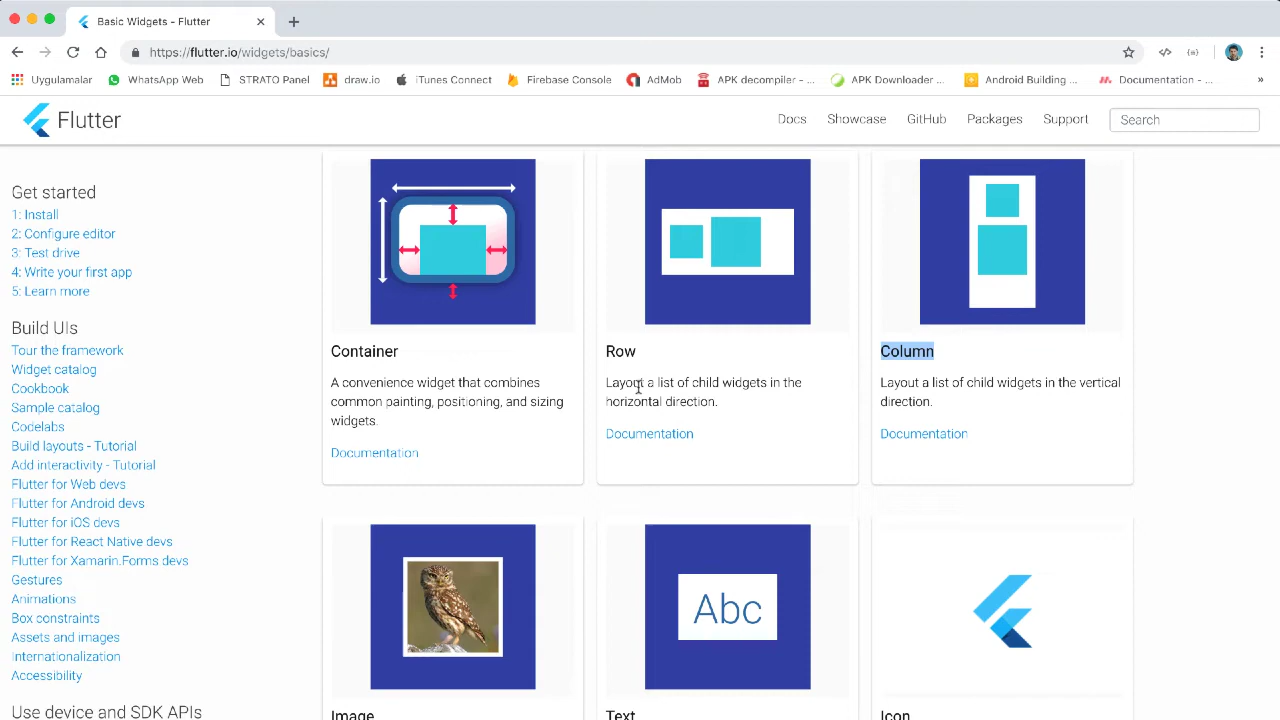 Basic Widgets - Flutter
https://flutter.io/widgets/basics/
Uygulamalar WhatsApp Web STRATO Panel draw.io iTunes Connect Firebase Console AdMob APK decompiler - ... APK Downloader ... Android Building ... Documentation - ... »
Flutter Docs Showcase GitHub Packages Support Search
Get started
1: Install
2: Configure editor
3: Test drive
4: Write your first app
5: Learn more
Build UIs
Tour the framework
Widget catalog
Cookbook
Sample catalog
Codelabs
Build layouts - Tutorial
Add interactivity - Tutorial
Flutter for Web devs
Flutter for Android devs
Flutter for iOS devs
Flutter for React Native devs
Flutter for Xamarin.Forms devs
Gestures
Animations
Box constraints
Assets and images
Internationalization
Accessibility
Use device and SDK APIs
Container
A convenience widget that combines
common painting, positioning, and sizing
widgets.
Documentation
Row
Layout a list of child widgets in the
horizontal direction.
Documentation
Column
Layout a list of child widgets in the vertical
direction.
Documentation
Image
Abc
Text
Icon